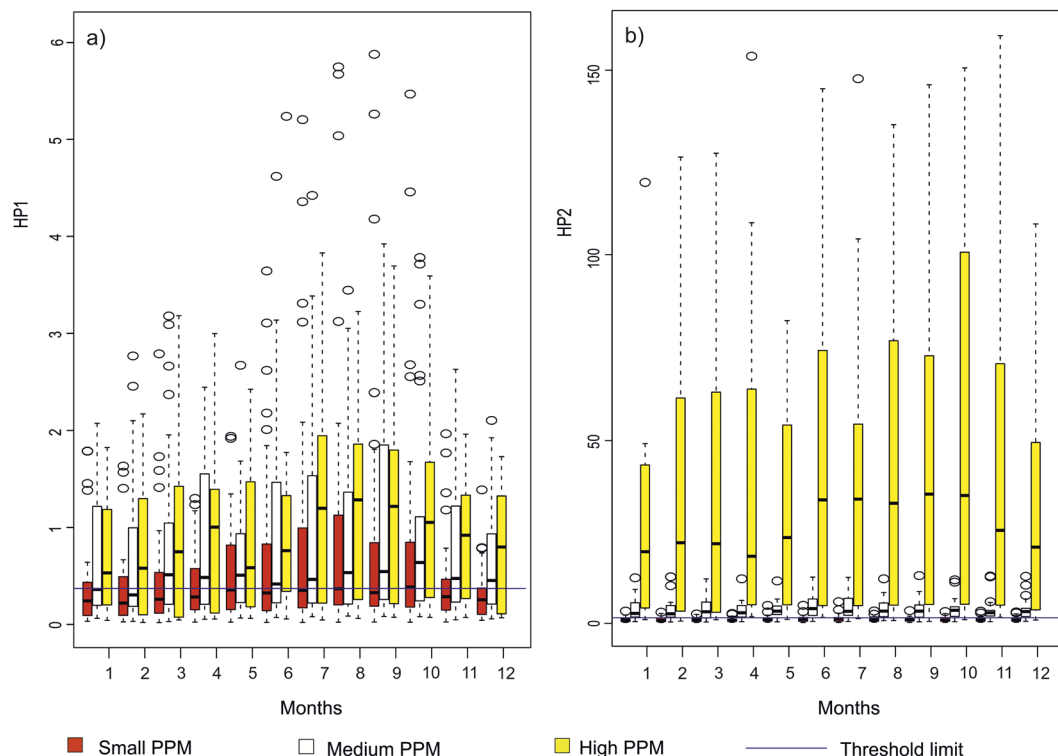 a)
HP1
0 1 2 3 4 5 6
1 2 3 4 5 6 7 8 9 10 11 12
Months
b)
HP2
0 50 100 150
1 2 3 4 5 6 7 8 9 10 11 12
Months
Small PPM Medium PPM High PPM Threshold limit